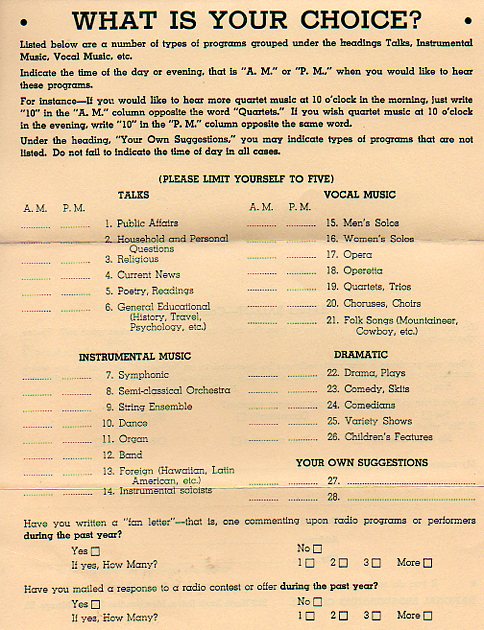 • WHAT IS YOUR CHOICE? •
Listed below are a number of types of programs grouped under the headings Talks, Instrumental
Music, Vocal Music, etc.
Indicate the time of the day or evening, that is "A. M." or "P. M.," when you would like to hear
these programs.
For instance—If you would like to hear more quartet music at 10 o'clock in the morning, just write
"10" in the "A. M." column opposite the word "Quartets." If you wish quartet music at 10 o'clock
in the evening, write "10" in the "P. M." column opposite the same word.
Under the heading, "Your Own Suggestions," you may indicate types of programs that are not
listed. Do not fail to indicate the time of day in all cases.
(PLEASE LIMIT YOURSELF TO FIVE)
TALKS
A. M. P. M.
1. Public Affairs
2. Household and Personal
Questions
3. Religious
4. Current News
5. Poetry, Readings
6. General Educational
(History, Travel,
Psychology, etc.)
INSTRUMENTAL MUSIC
7. Symphonic
8. Semi-classical Orchestra
9. String Ensemble
10. Dance
11. Organ
12. Band
13. Foreign (Hawaiian, Latin
American, etc.)
14. Instrumental soloists
VOCAL MUSIC
A. M. P. M.
15. Men's Solos
16. Women's Solos
17. Opera
18. Operetta
19. Quartets, Trios
20. Choruses, Choirs
21. Folk Songs (Mountaineer,
Cowboy, etc.)
DRAMATIC
22. Drama, Plays
23. Comedy, Skits
24. Comedians
25. Variety Shows
26. Children's Features
YOUR OWN SUGGESTIONS
27.
28.
Have you written a "fan letter"—that is, one commenting upon radio programs or performers
during the past year?
Yes □ No □
If yes, How Many? 1 □ 2 □ 3 □ More □
Have you mailed a response to a radio contest or offer during the past year?
Yes □ No □
If yes, How Many? 1 □ 2 □ 3 □ More □